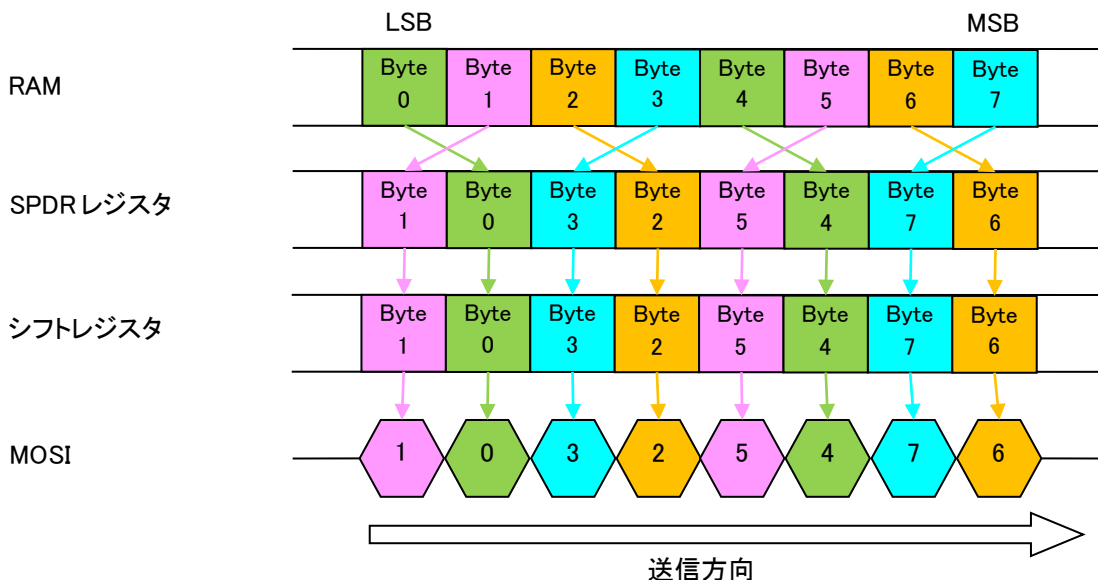 LSB MSB
RAM
Byte Byte Byte Byte Byte Byte Byte Byte
0 1 2 3 4 5 6 7
SPDRレジスタ
Byte Byte Byte Byte Byte Byte Byte Byte
1 0 3 2 5 4 7 6
シフトレジスタ
Byte Byte Byte Byte Byte Byte Byte Byte
1 0 3 2 5 4 7 6
MOSI 1 0 3 2 5 4 7 6
送信方向